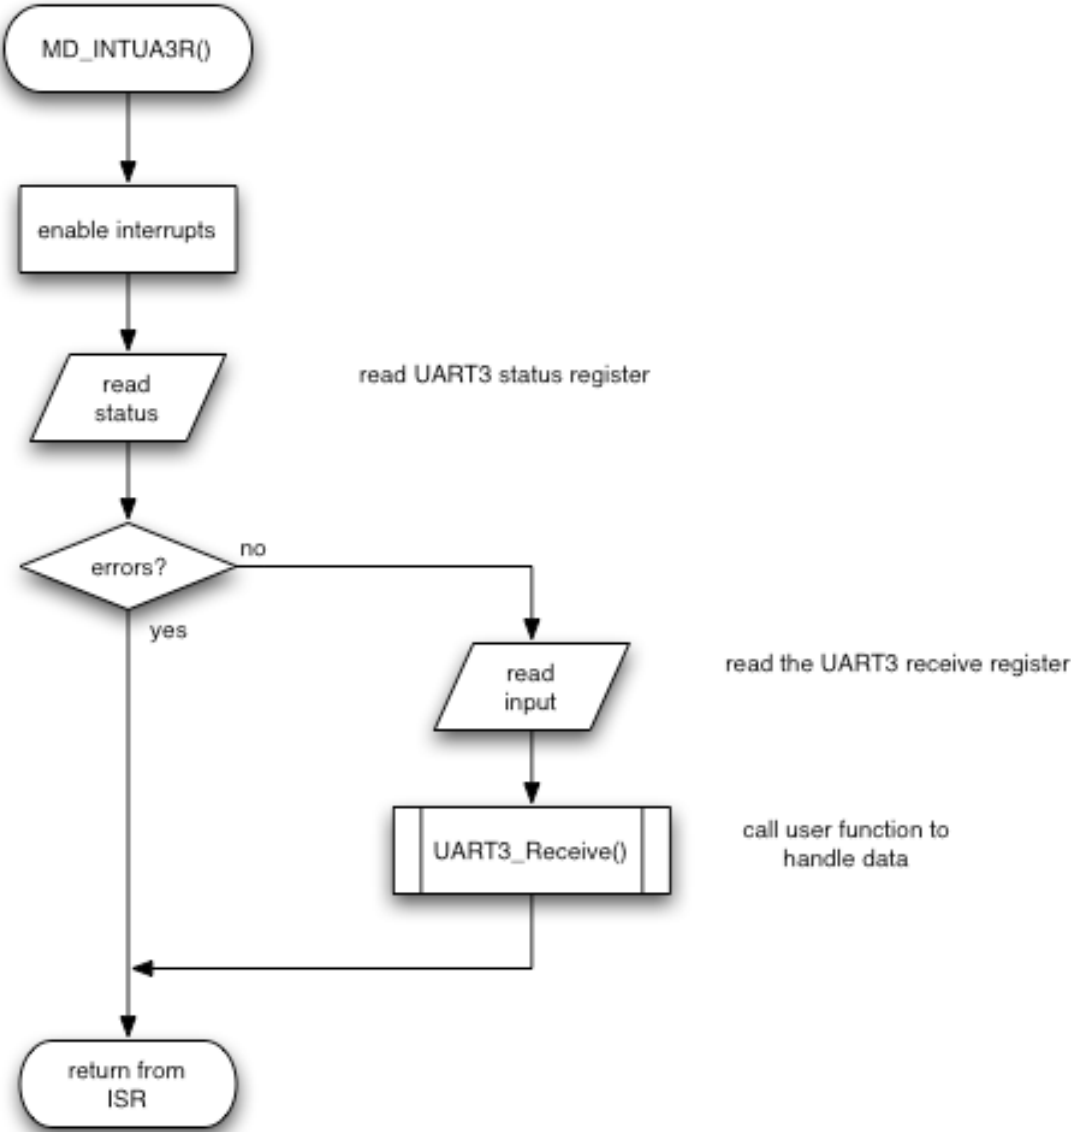 MD_INTUA3R()
enable interrupts
read
status
read UART3 status register
errors?
no
yes
read
input
read the UART3 receive register
UART3_Receive()
call user function to
handle data
return from
ISR